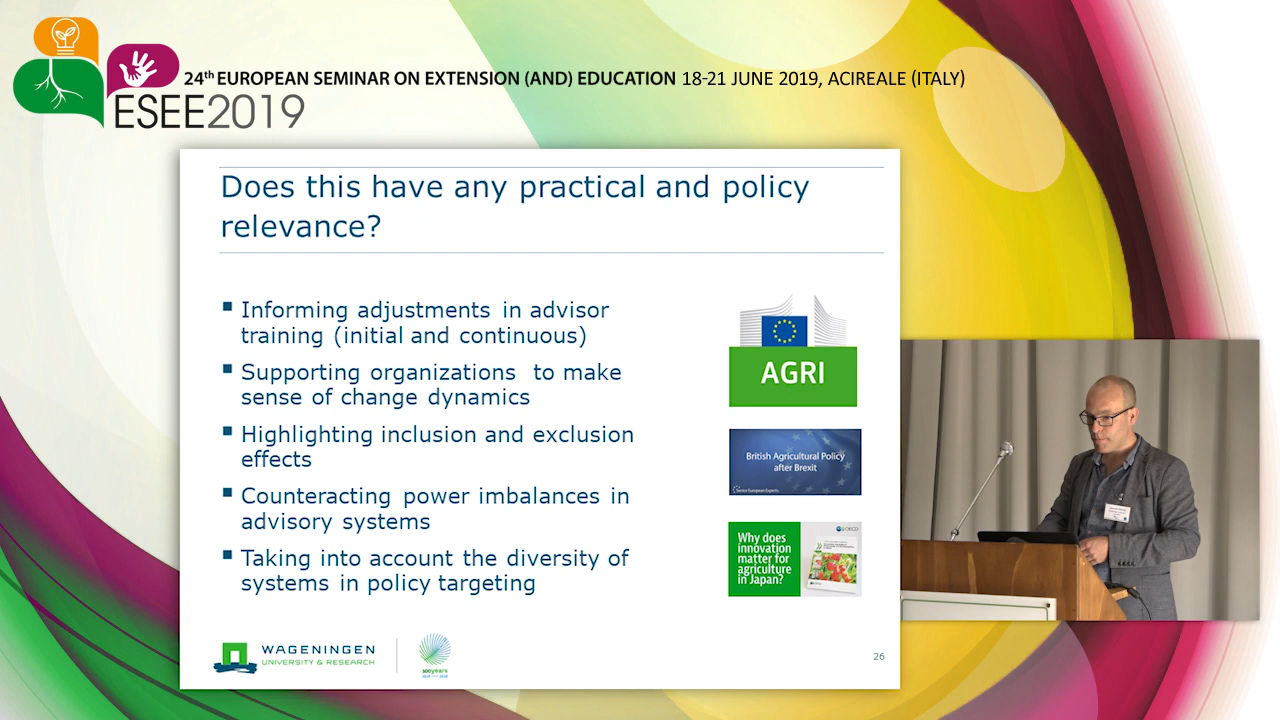 24th EUROPEAN SEMINAR ON EXTENSION (AND) EDUCATION 18-21 JUNE 2019, ACIREALE (ITALY)
ESEE2019
Does this have any practical and policy
relevance?
Informing adjustments in advisor
training (initial and continuous)
Supporting organizations to make
sense of change dynamics
Highlighting inclusion and exclusion
effects
Counteracting power imbalances in
advisory systems
Taking into account the diversity of
systems in policy targeting
AGRI
British Agricultural Policy
after Brexit
Senior European Experts
OECD
Why does
innovation
matter for
agriculture
in Japan?
WAGENINGEN
UNIVERSITY & RESEARCH
100years
26